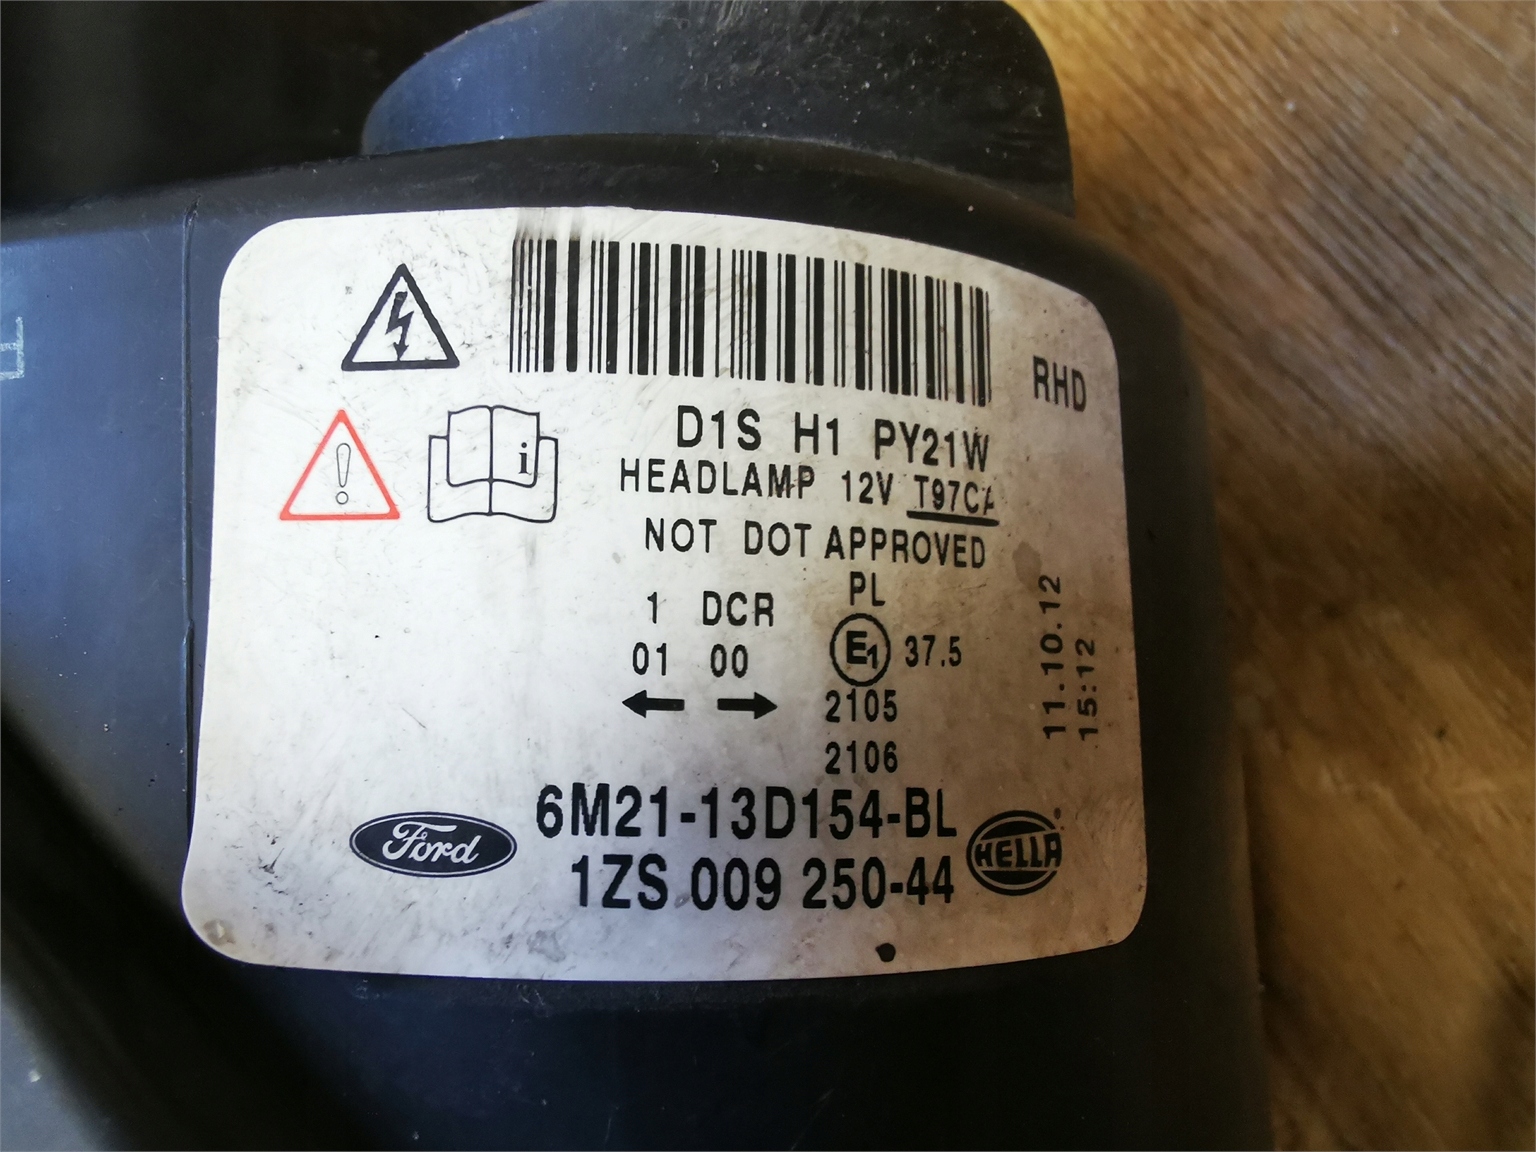 RHD
D1S H1 PY21W
HEADLAMP 12V
NOT DOT APPROVED
1 DCR PL
01 00 E1 37.5
2105
2106
11.10.12
15:12
Ford
6M21-13D154-BL
1ZS 009 250-44
HELLA
i